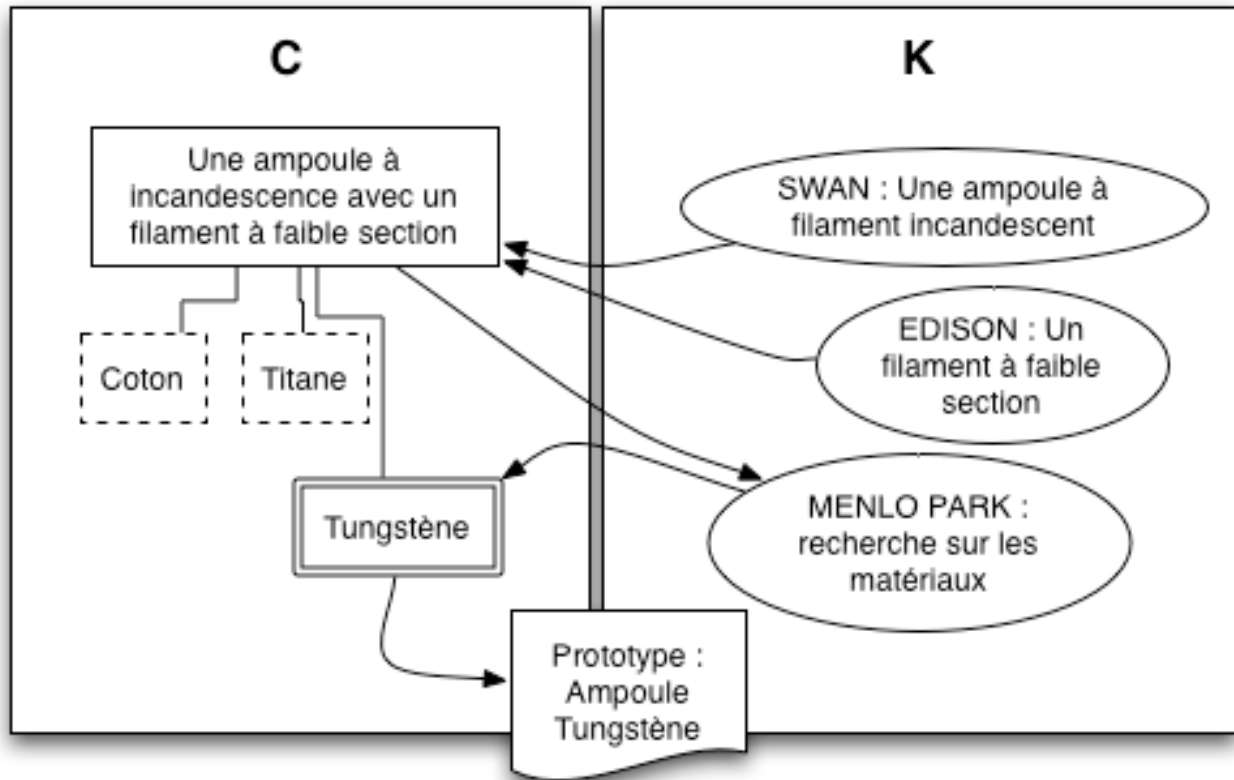 C
Une ampoule à
incandescence avec un
filament à faible section
Coton
Titane
Tungstène
K
SWAN : Une ampoule à
filament incandescent
EDISON : Un
filament à faible
section
MENLO PARK :
recherche sur les
matériaux
Prototype :
Ampoule
Tungstène